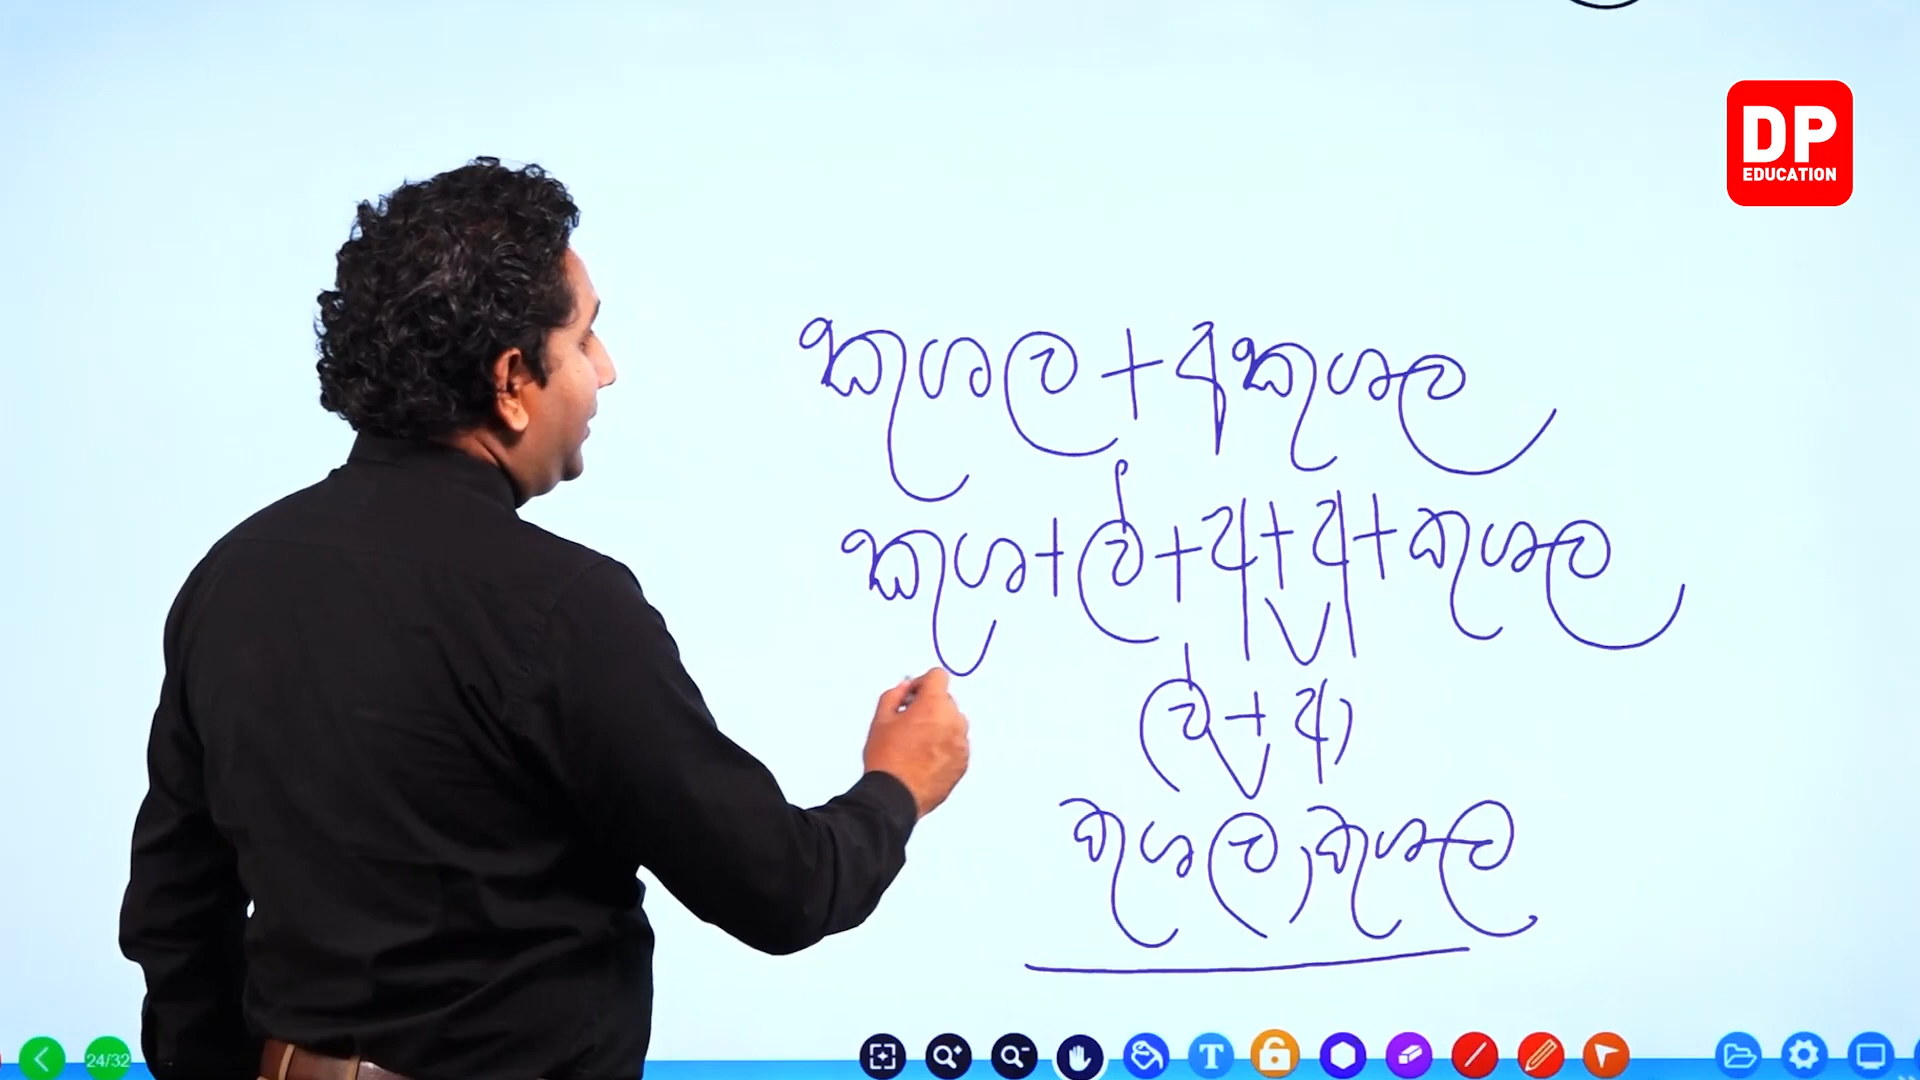 DP
EDUCATION
කුශල + අකුශල
කුශ + ල් + අ + අ + කුශල
(ල් + ආ)
කුශලාකුශල
24/32
T